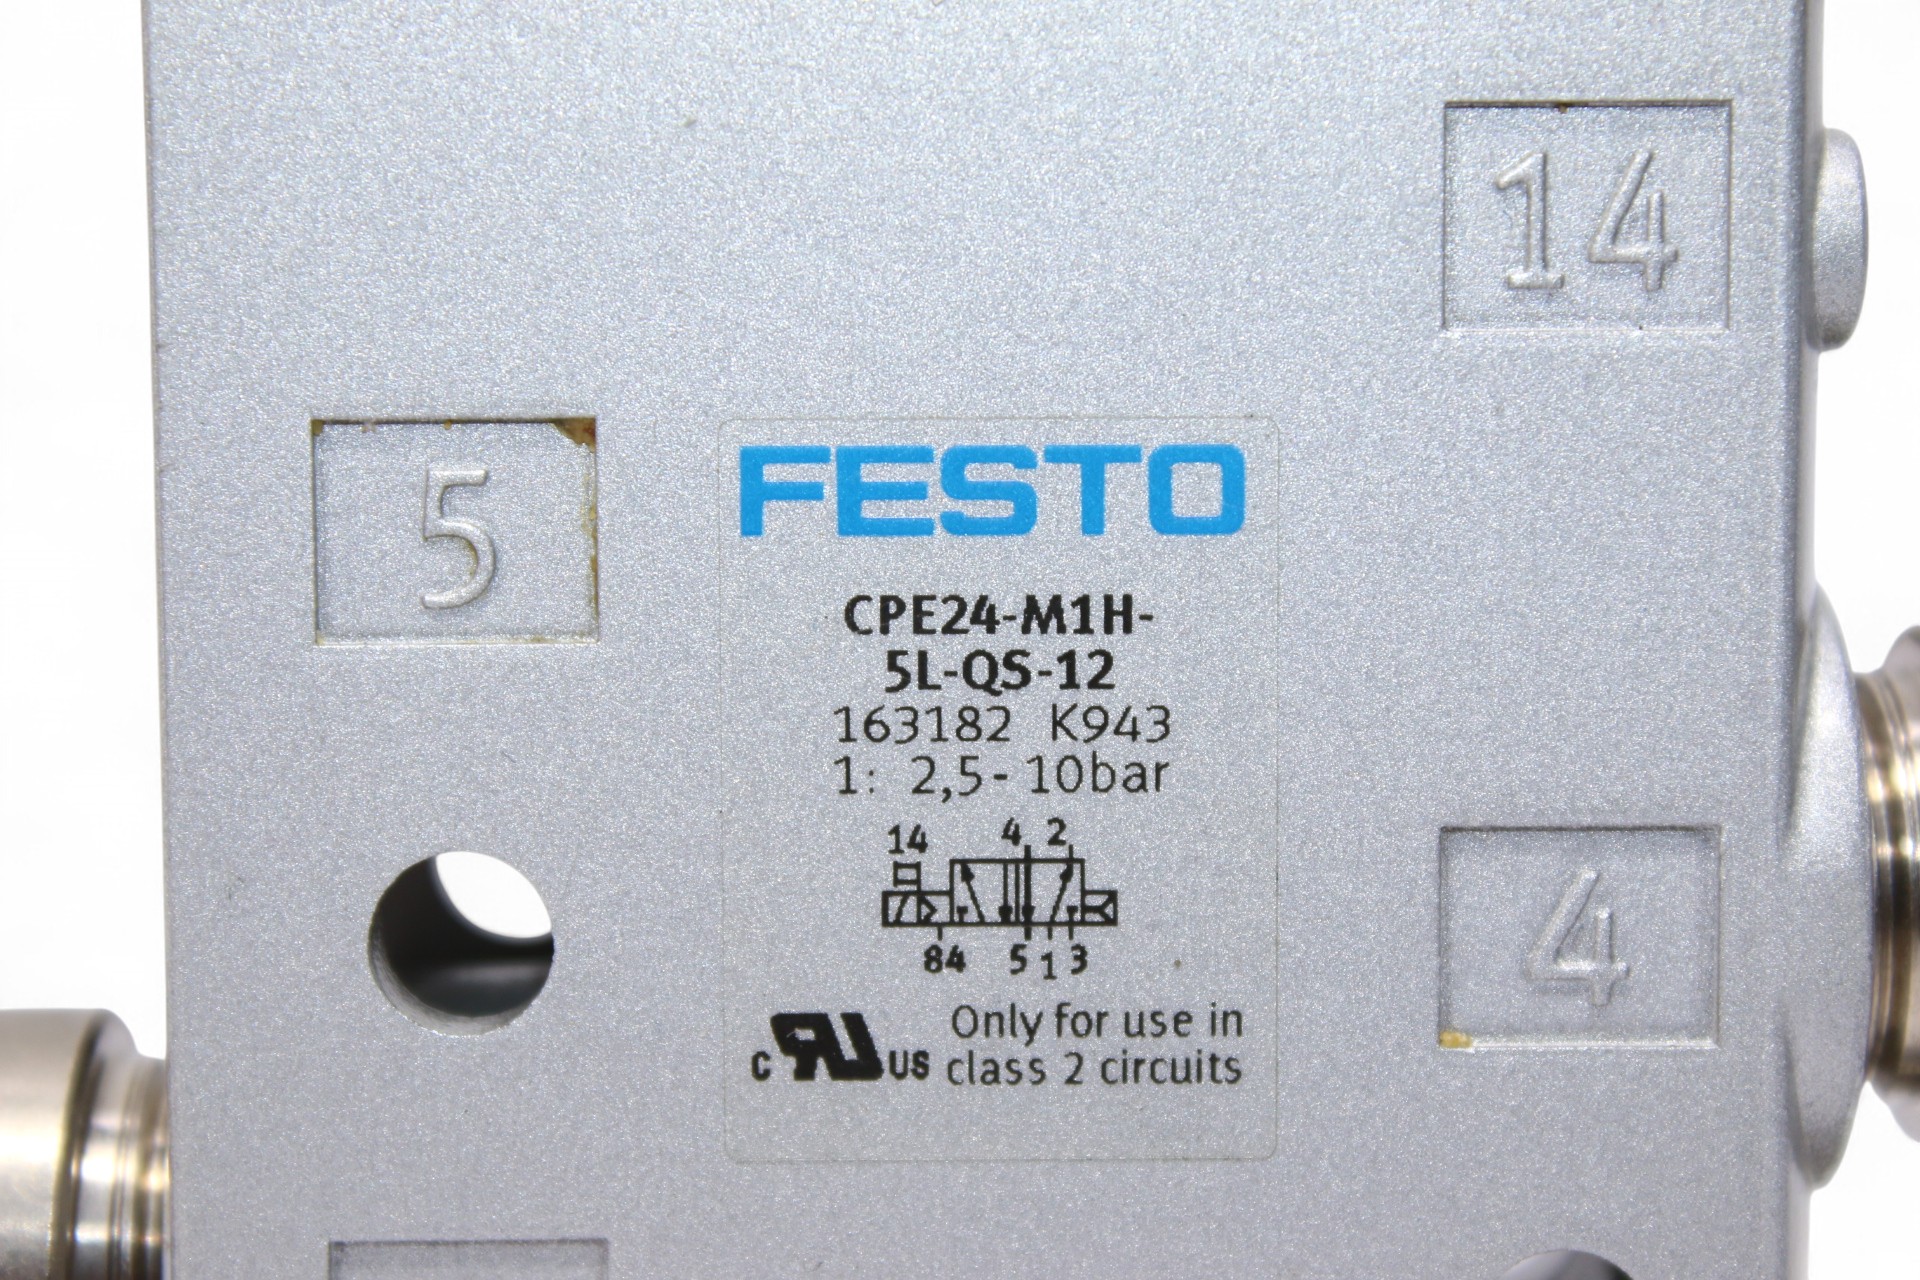 14
5
FESTO
CPE24-M1H-
5L-QS-12
163182 K943
1: 2,5-10bar
14 4 2
84 5 1 3
4
c RU US Only for use in
class 2 circuits